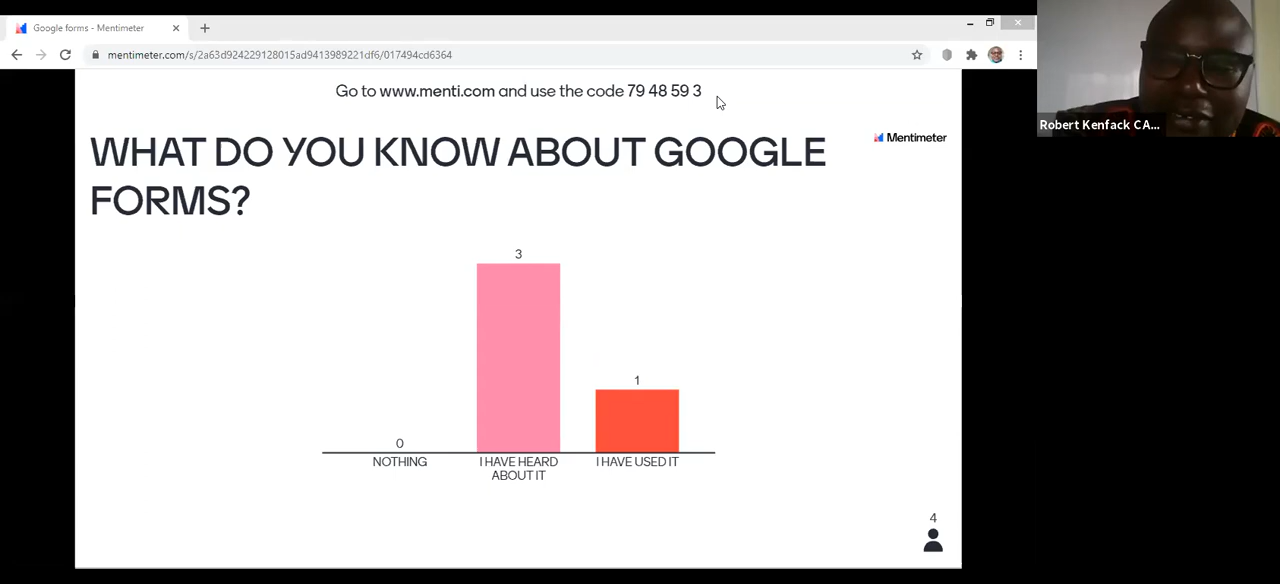 Google forms - Mentimeter
mentimeter.com/s/2a63d924229128015ad9413989221df6/017494cd6364
Go to www.menti.com and use the code 79 48 59 3
Robert Kenfack CA...
Mentimeter
WHAT DO YOU KNOW ABOUT GOOGLE
FORMS?
3
1
0
NOTHING
I HAVE HEARD
ABOUT IT
I HAVE USED IT
4